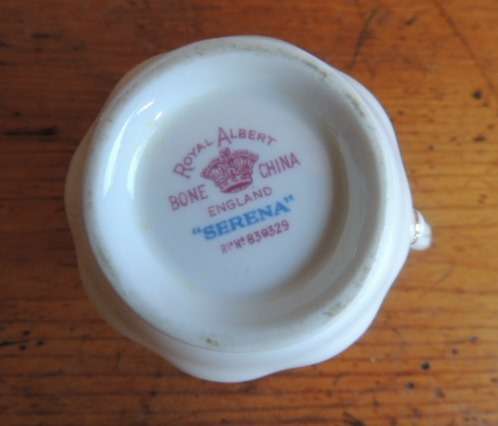 ROYAL ALBERT
BONE CHINA
ENGLAND
"SERENA"
Rᵈ Nº 839329